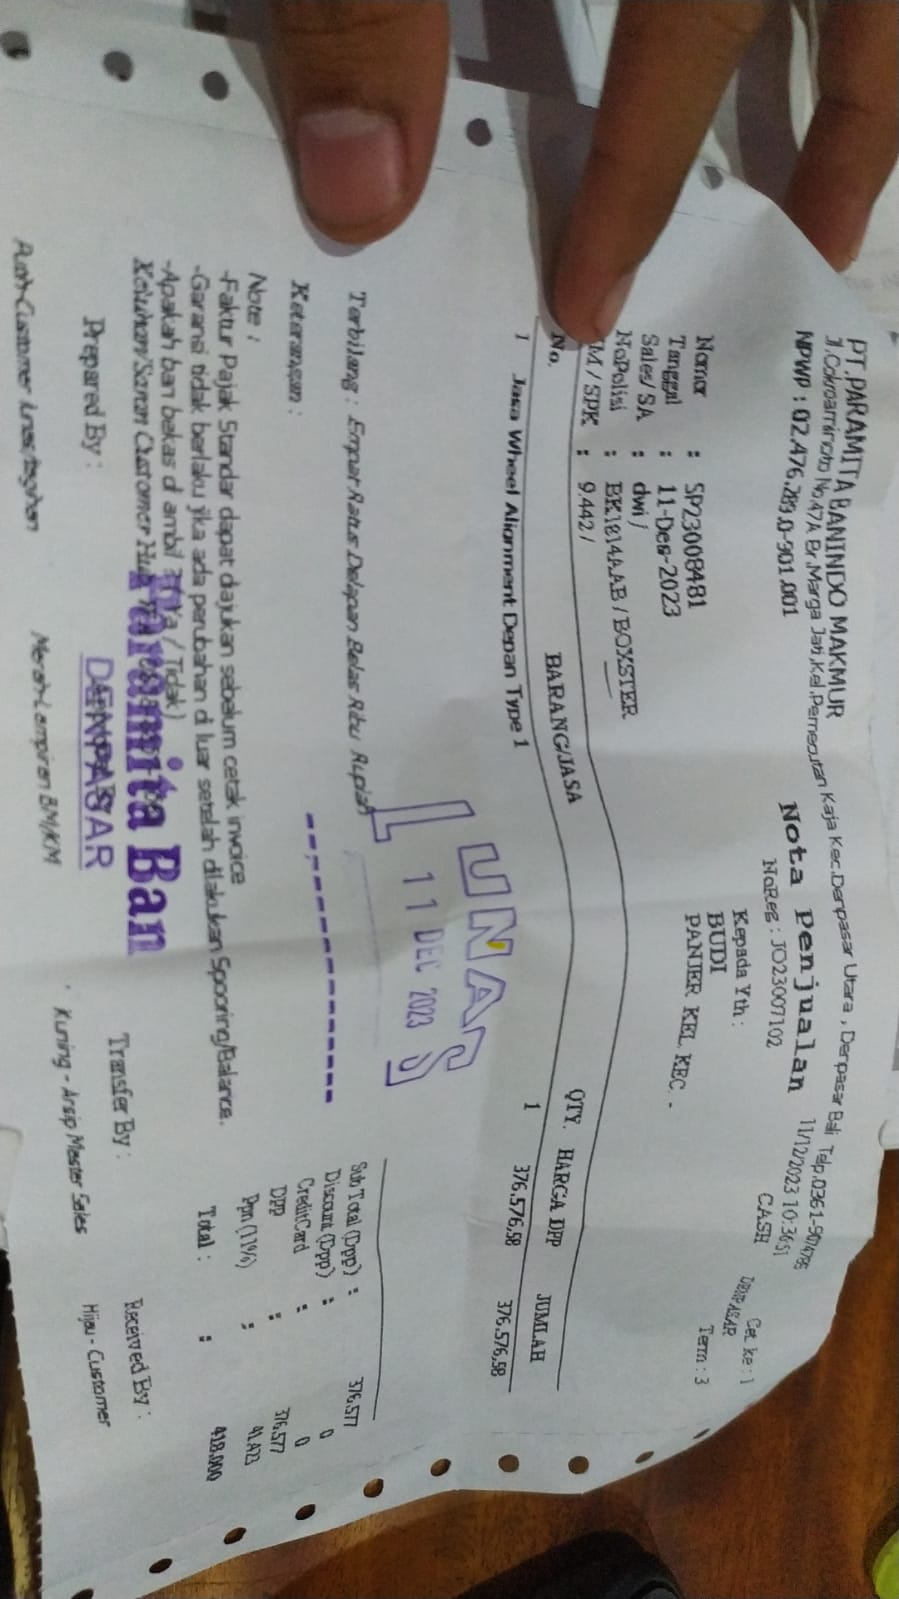 PT.PARAMITA BANINDO MAKMUR
Jl.Cokroaminoto No,47A Br,Marga Jati,Kel,Pemecutan Kaja Kec.Denpasar Utara , Denpasar Bali Telp.0361-9074786
NPWP : 02.476.289.0-901.001
Nota Penjualan
11/12/2023 10:36:51
NoReg : JO23007102
CASH
Cet ke : 1
DENPASAR
Term : 3
Nomor : SP23008481
Tanggal : 11-Des-2023
Sales/SA : dwi /
NoPolisi : BK1814AAB / BOXSTER
M / SPK : 9.442 /
Kepada Yth :
BUDI
PANJER KEL. KEC. -
No. BARANG/JASA QTY. HARGA DPP JUMLAH
1 Jasa Wheel Alignment Depan Type 1 1 376.576,58 376.576,58
LUNAS
11 DEC 2023
Terbilang : Empat Ratus Delapan Belas Ribu Rupiah
Keterangan :
Sub Total (Dpp) : 376.577
Discount (Dpp) : 0
CreditCard : 0
DPP : 376.577
Ppn (11%) : 41.423
Total : : 418.000
Note :
-Faktur Pajak Standar dapat diajukan sebelum cetak invoice
-Garansi tidak berlaku jika ada perubahan di luar setelah dilakukan Spooring/Balance.
-Apakah ban bekas di ambil ? (Ya / Tidak)
Keluhan/Saran Customer
Paramita Ban
DENPASAR
Prepared By :
Transfer By :
Received By :
Putih-Customer
Merah-Lampiran BM/KM
Kuning - Arsip Master Sales
Hijau - Customer